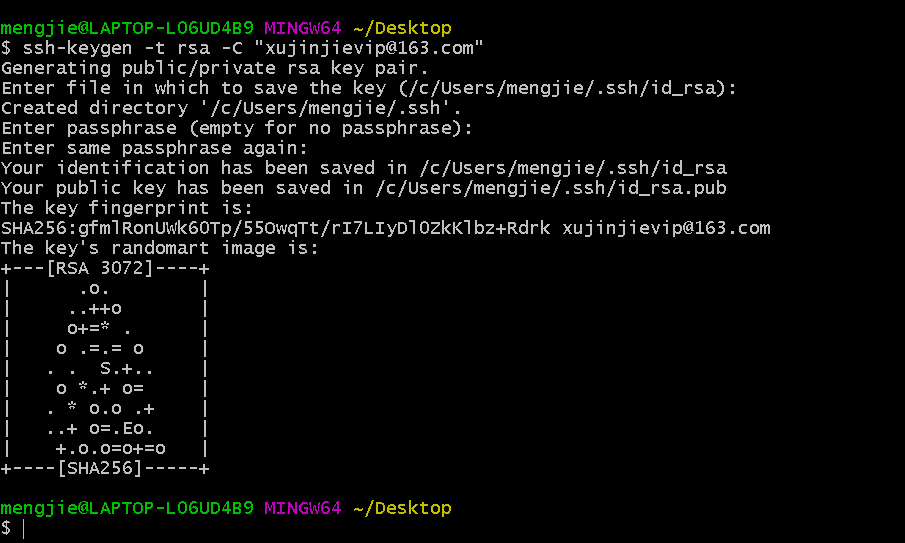 mengjie@LAPTOP-LO6UD4B9 MINGW64 ~/Desktop
$ ssh-keygen -t rsa -C "xujinjievip@163.com"
Generating public/private rsa key pair.
Enter file in which to save the key (/c/Users/mengjie/.ssh/id_rsa):
Created directory '/c/Users/mengjie/.ssh'.
Enter passphrase (empty for no passphrase):
Enter same passphrase again:
Your identification has been saved in /c/Users/mengjie/.ssh/id_rsa
Your public key has been saved in /c/Users/mengjie/.ssh/id_rsa.pub
The key fingerprint is:
SHA256:gfmlRonUWk6OTp/55OwqTt/rI7LIyDlOZkKlbz+Rdrk xujinjievip@163.com
The key's randomart image is:
+---[RSA 3072]----+
|      .o.        |
|     ..++o       |
|     o+=* .      |
|    o .=.= o     |
|   . .  S.+..    |
|    o *.+ o=     |
|   . * o.o .+    |
|   ..+ o=.Eo.    |
|    +.o.o=o+=o   |
+----[SHA256]-----+
mengjie@LAPTOP-LO6UD4B9 MINGW64 ~/Desktop
$